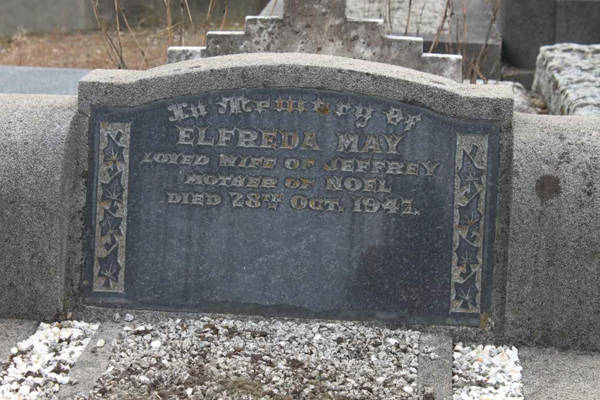 In Memory of
ELFREDA MAY
LOVED WIFE OF JEFFREY
MOTHER OF NOEL
DIED 28TH OCT. 1941.